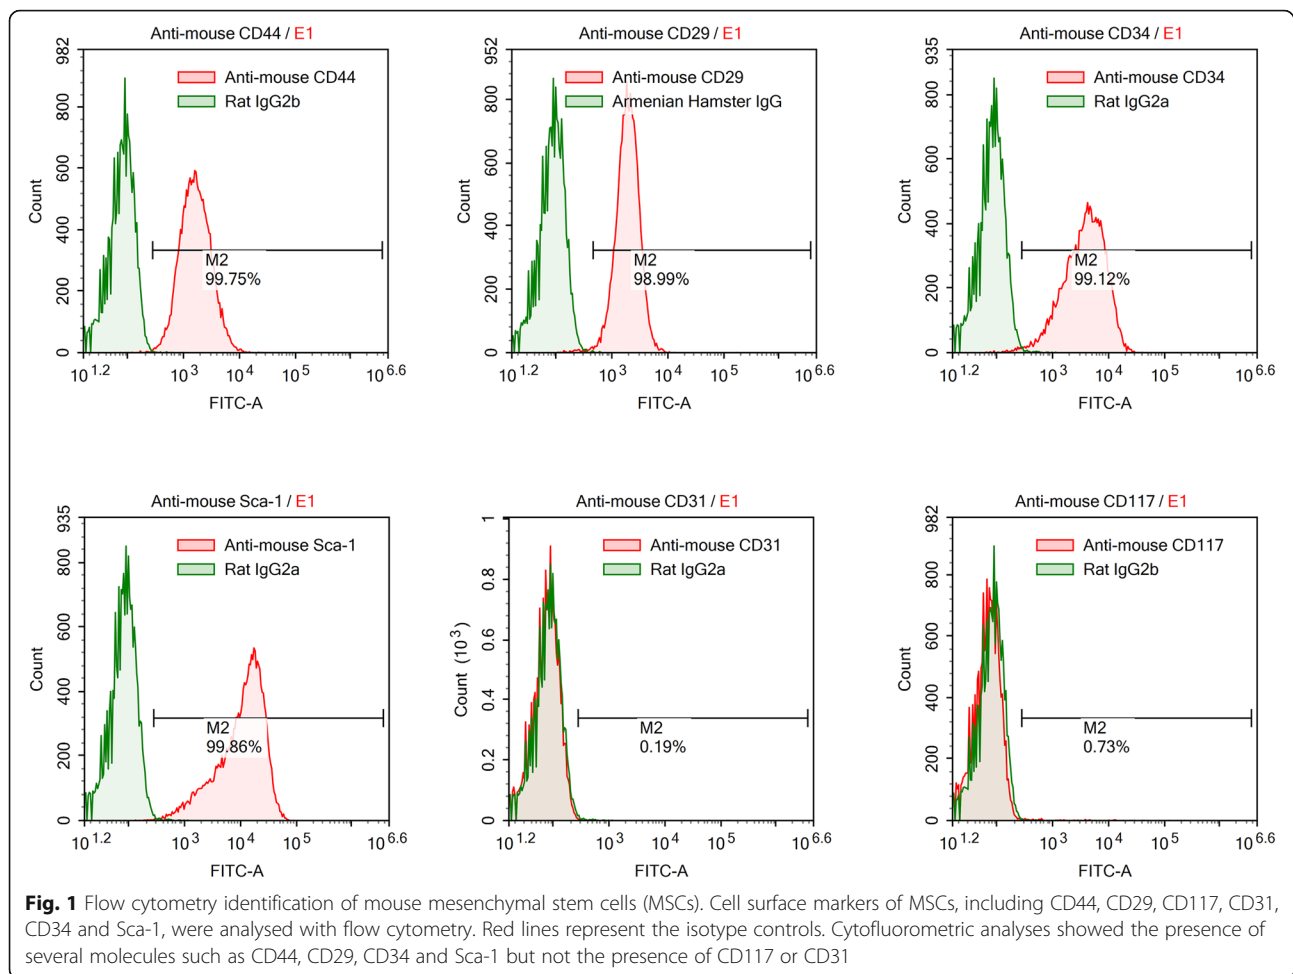 Anti-mouse CD44 / E1
982
800
600
400
200
0
Count
Anti-mouse CD44
Rat IgG2b
M2
99.75%
10^1.2 10^3 10^4 10^5 10^6.6
FITC-A
Anti-mouse CD29 / E1
952
800
600
400
200
0
Count
Anti-mouse CD29
Armenian Hamster IgG
M2
98.99%
10^1.2 10^3 10^4 10^5 10^6.6
FITC-A
Anti-mouse CD34 / E1
935
800
600
400
200
0
Count
Anti-mouse CD34
Rat IgG2a
M2
99.12%
10^1.2 10^3 10^4 10^5 10^6.6
FITC-A
Anti-mouse Sca-1 / E1
935
800
600
400
200
0
Count
Anti-mouse Sca-1
Rat IgG2a
M2
99.86%
10^1.2 10^3 10^4 10^5 10^6.6
FITC-A
Anti-mouse CD31 / E1
1
0.8
0.6
0.4
0.2
0
Count (10^3)
Anti-mouse CD31
Rat IgG2a
M2
0.19%
10^1.2 10^3 10^4 10^5 10^6.6
FITC-A
Anti-mouse CD117 / E1
982
800
600
400
200
0
Count
Anti-mouse CD117
Rat IgG2b
M2
0.73%
10^1.2 10^3 10^4 10^5 10^6.6
FITC-A
Fig. 1 Flow cytometry identification of mouse mesenchymal stem cells (MSCs). Cell surface markers of MSCs, including CD44, CD29, CD117, CD31,
CD34 and Sca-1, were analysed with flow cytometry. Red lines represent the isotype controls. Cytofluorometric analyses showed the presence of
several molecules such as CD44, CD29, CD34 and Sca-1 but not the presence of CD117 or CD31